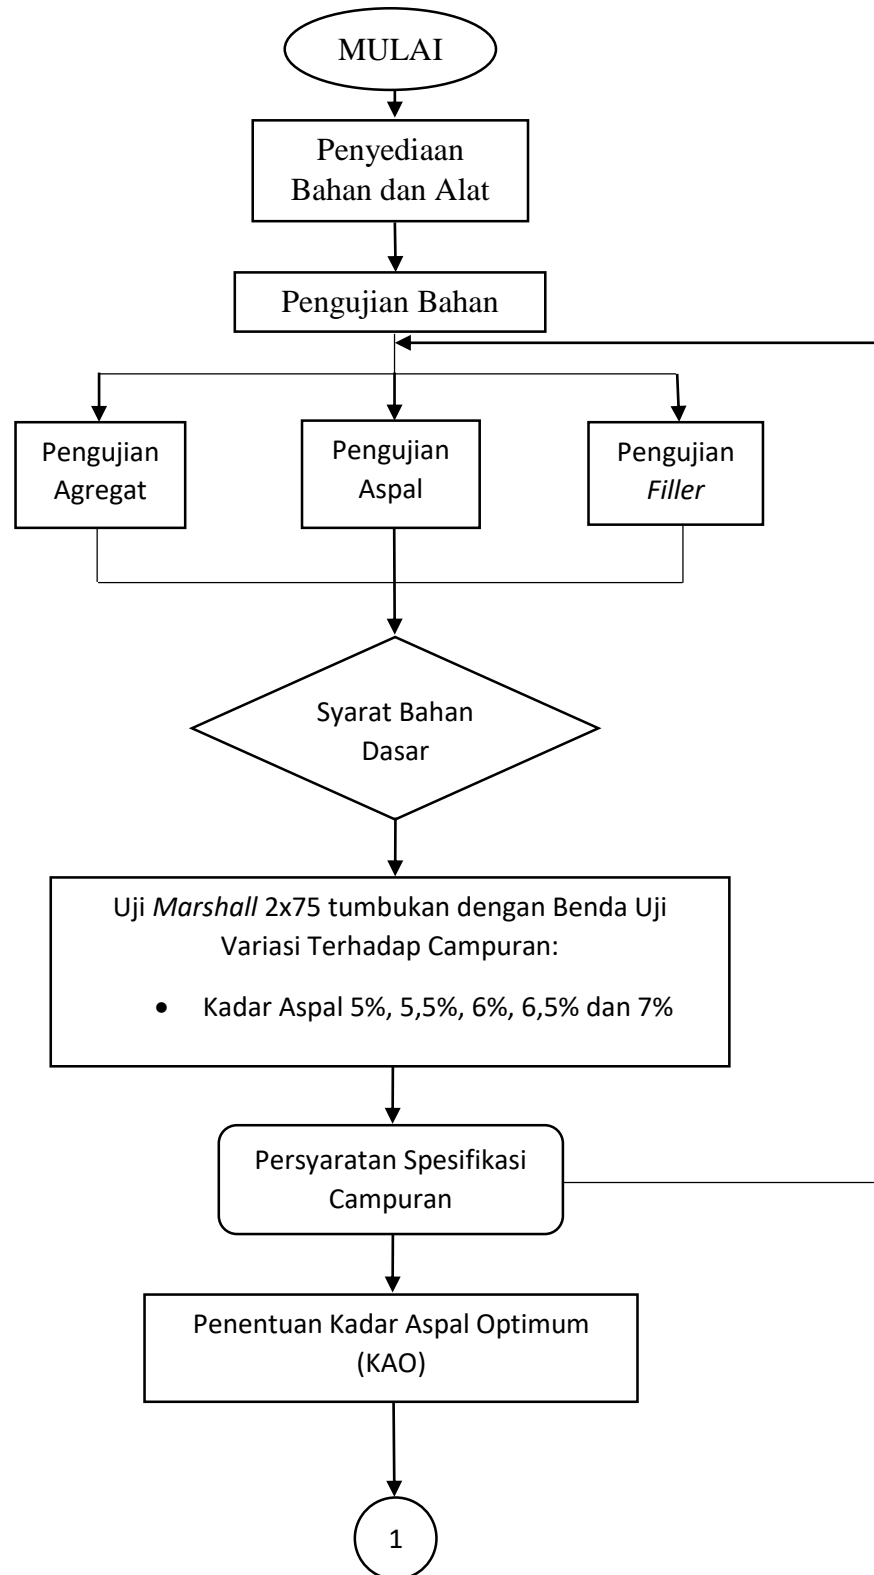 MULAI
Penyediaan
Bahan dan Alat
Pengujian Bahan
Pengujian
Agregat
Pengujian
Aspal
Pengujian
Filler
Syarat Bahan
Dasar
Uji Marshall 2x75 tumbukan dengan Benda Uji
Variasi Terhadap Campuran:
• Kadar Aspal 5%, 5,5%, 6%, 6,5% dan 7%
Persyaratan Spesifikasi
Campuran
Penentuan Kadar Aspal Optimum
(KAO)
1